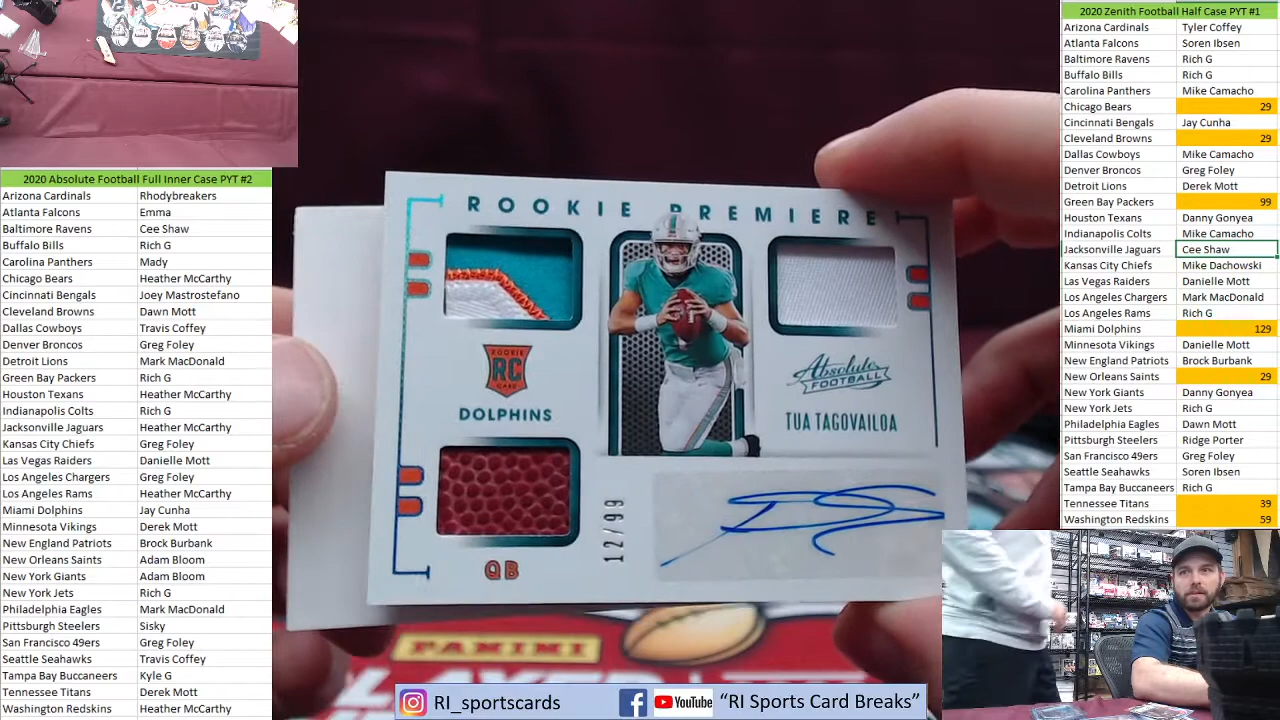 2020 Absolute Football Full Inner Case PYT #2
Arizona Cardinals Rhodybreakers
Atlanta Falcons Emma
Baltimore Ravens Cee Shaw
Buffalo Bills Rich G
Carolina Panthers Mady
Chicago Bears Heather McCarthy
Cincinnati Bengals Joey Mastrostefano
Cleveland Browns Dawn Mott
Dallas Cowboys Travis Coffey
Denver Broncos Greg Foley
Detroit Lions Mark MacDonald
Green Bay Packers Rich G
Houston Texans Heather McCarthy
Indianapolis Colts Rich G
Jacksonville Jaguars Heather McCarthy
Kansas City Chiefs Greg Foley
Las Vegas Raiders Danielle Mott
Los Angeles Chargers Greg Foley
Los Angeles Rams Heather McCarthy
Miami Dolphins Jay Cunha
Minnesota Vikings Derek Mott
New England Patriots Brock Burbank
New Orleans Saints Adam Bloom
New York Giants Adam Bloom
New York Jets Rich G
Philadelphia Eagles Mark MacDonald
Pittsburgh Steelers Sisky
San Francisco 49ers Greg Foley
Seattle Seahawks Travis Coffey
Tampa Bay Buccaneers Kyle G
Tennessee Titans Derek Mott
Washington Redskins Heather McCarthy
ROOKIE PREMIERE
ROOKIE
RC
CARD
DOLPHINS
Absolute
FOOTBALL
TUA TAGOVAILOA
12/99
QB
PANINI
RI_sportscards
YouTube
"RI Sports Card Breaks"
2020 Zenith Football Half Case PYT #1
Arizona Cardinals Tyler Coffey
Atlanta Falcons Soren Ibsen
Baltimore Ravens Rich G
Buffalo Bills Rich G
Carolina Panthers Mike Camacho
Chicago Bears 29
Cincinnati Bengals Jay Cunha
Cleveland Browns 29
Dallas Cowboys Mike Camacho
Denver Broncos Greg Foley
Detroit Lions Derek Mott
Green Bay Packers 99
Houston Texans Danny Gonyea
Indianapolis Colts Mike Camacho
Jacksonville Jaguars Cee Shaw
Kansas City Chiefs Mike Dachowski
Las Vegas Raiders Danielle Mott
Los Angeles Chargers Mark MacDonald
Los Angeles Rams Rich G
Miami Dolphins 129
Minnesota Vikings Danielle Mott
New England Patriots Brock Burbank
New Orleans Saints 29
New York Giants Danny Gonyea
New York Jets Rich G
Philadelphia Eagles Dawn Mott
Pittsburgh Steelers Ridge Porter
San Francisco 49ers Greg Foley
Seattle Seahawks Soren Ibsen
Tampa Bay Buccaneers Rich G
Tennessee Titans 39
Washington Redskins 59